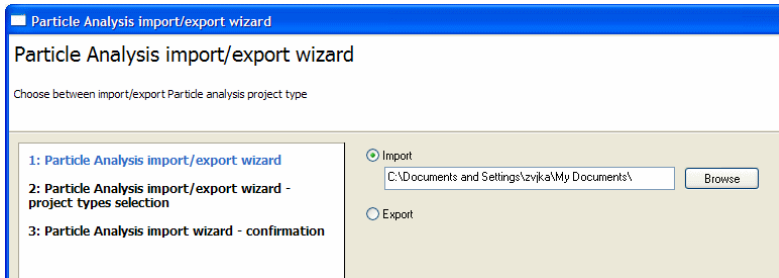 Particle Analysis import/export wizard
Particle Analysis import/export wizard
Choose between import/export Particle analysis project type
1: Particle Analysis import/export wizard
2: Particle Analysis import/export wizard -
project types selection
3: Particle Analysis import wizard - confirmation
Import
C:\Documents and Settings\zvjka\My Documents\
Browse
Export